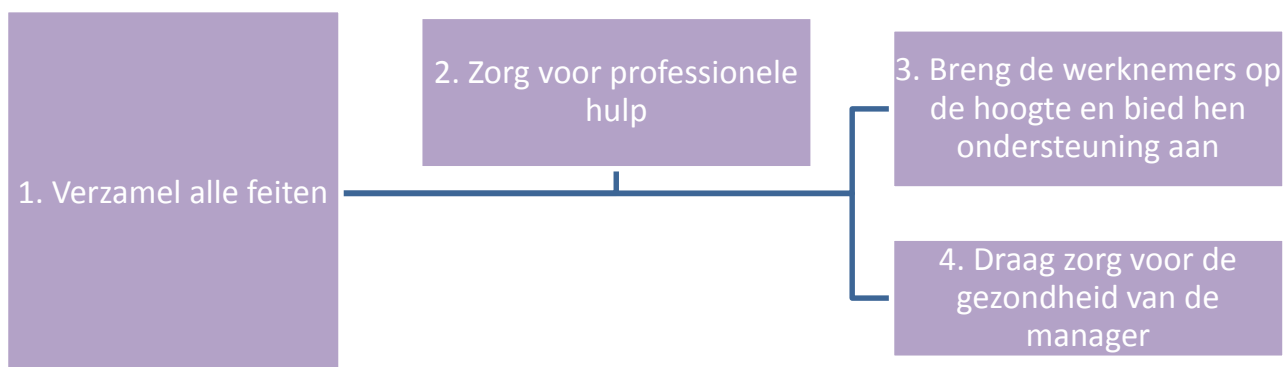 1. Verzamel alle feiten
2. Zorg voor professionele
hulp
3. Breng de werknemers op
de hoogte en bied hen
ondersteuning aan
4. Draag zorg voor de
gezondheid van de
manager